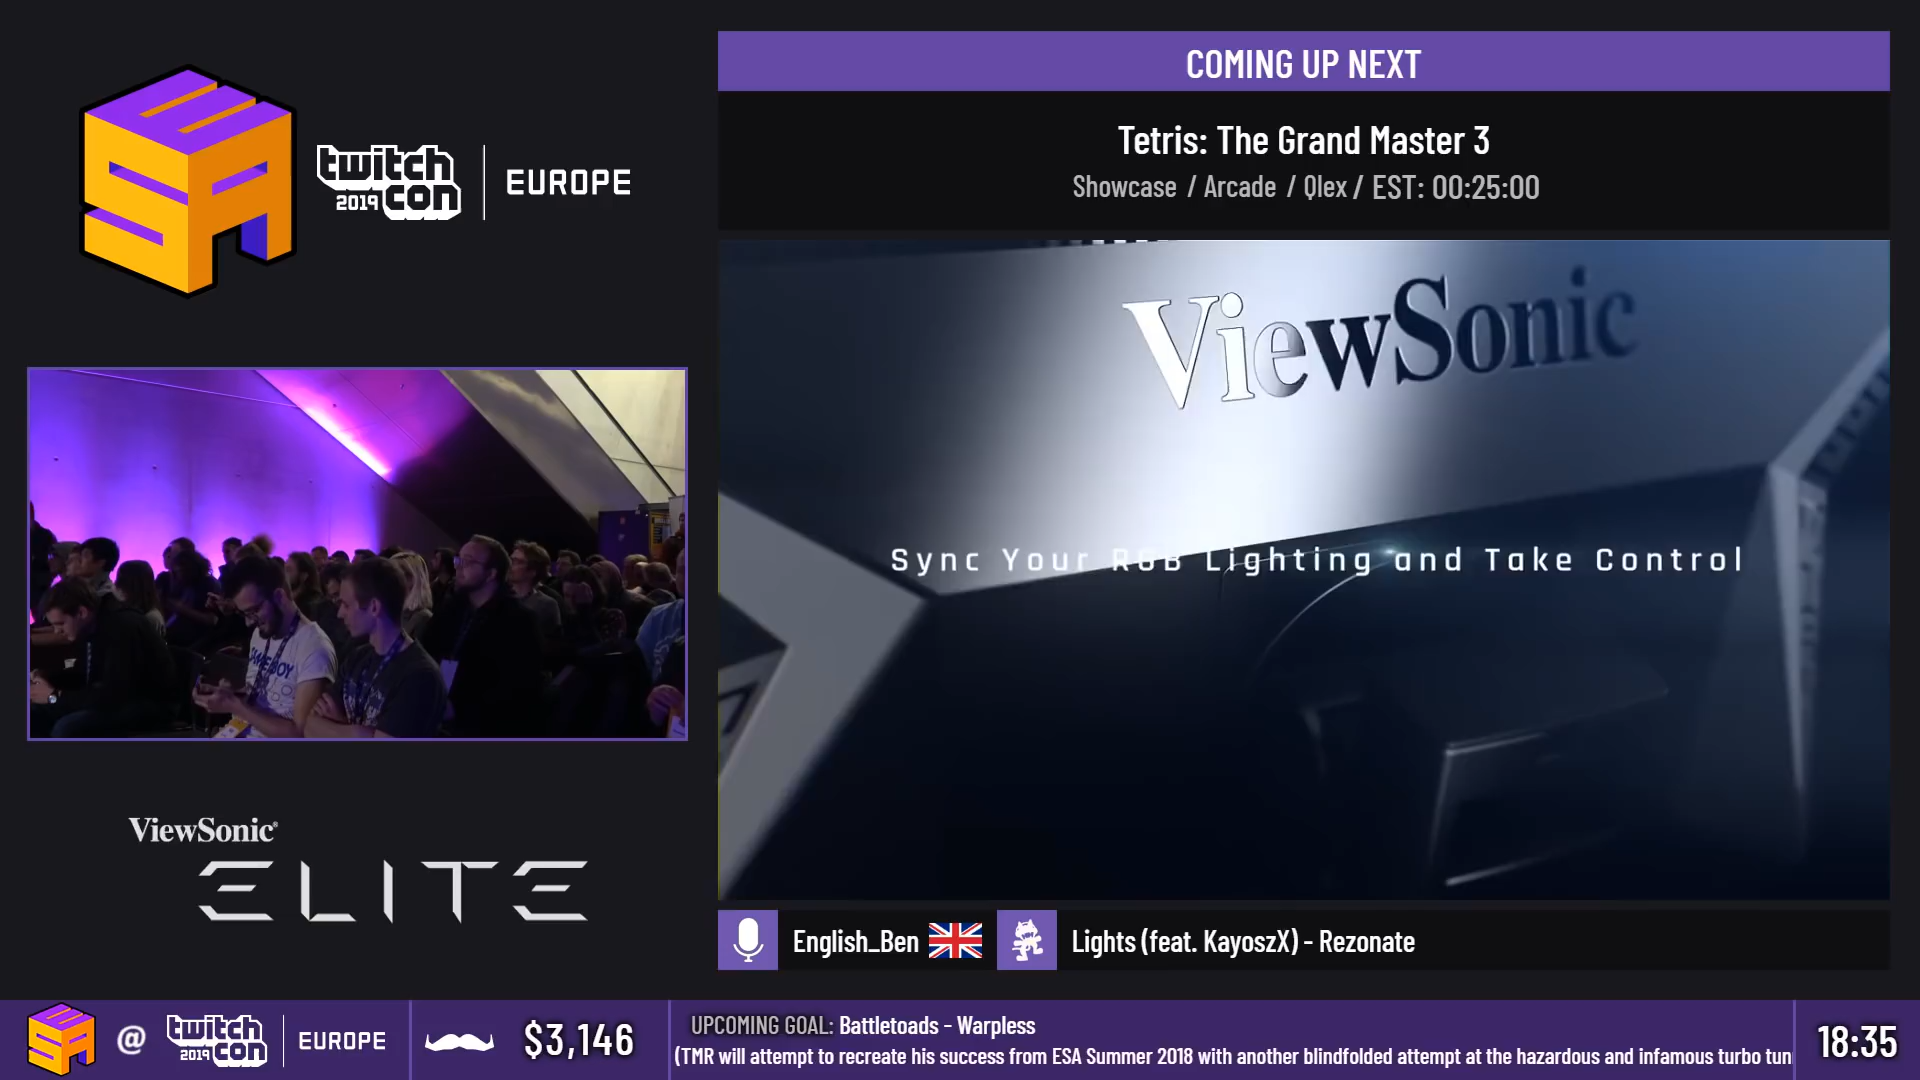 ESA
twitch
2019 con
EUROPE
COMING UP NEXT
Tetris: The Grand Master 3
Showcase / Arcade / Qlex / EST: 00:25:00
ViewSonic
Sync Your RGB Lighting and Take Control
ViewSonic
ELITE
English_Ben
Lights (feat. KayoszX) - Rezonate
ESA @ twitch
2019 con
EUROPE
$3,146
UPCOMING GOAL: Battletoads - Warpless
(TMR will attempt to recreate his success from ESA Summer 2018 with another blindfolded attempt at the hazardous and infamous turbo tun
18:35